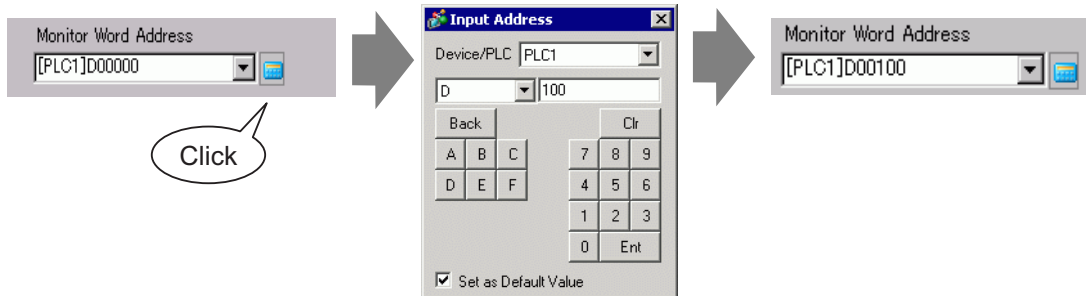 Monitor Word Address
[PLC1]D00000
Click
Input Address
Device/PLC PLC1
D 100
Back Clr
A B C 7 8 9
D E F 4 5 6
1 2 3
0 Ent
Set as Default Value
Monitor Word Address
[PLC1]D00100